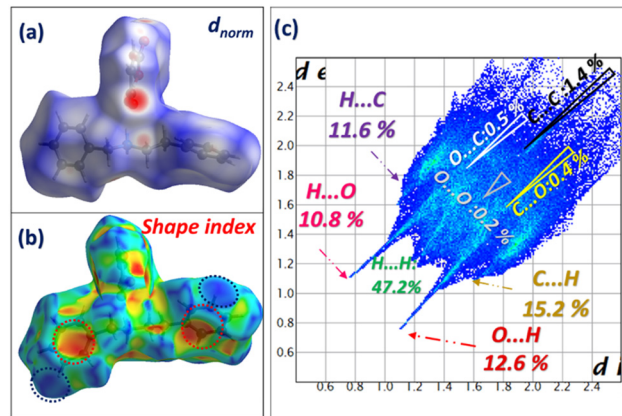 (a)
d norm
(b)
Shape index
(c)
d e
2.4
2.2
2.0
1.8
1.6
1.4
1.2
1.0
0.8
0.6
H...C
11.6 %
H...O
10.8 %
H...H:
47.2%
O...C:0.5 %
C:1.4 %
O...O:0.2%
C...O:0.4 %
C...H
15.2 %
O...H
12.6 %
0.6 0.8 1.0 1.2 1.4 1.6 1.8 2.0 2.2 2.4
d i